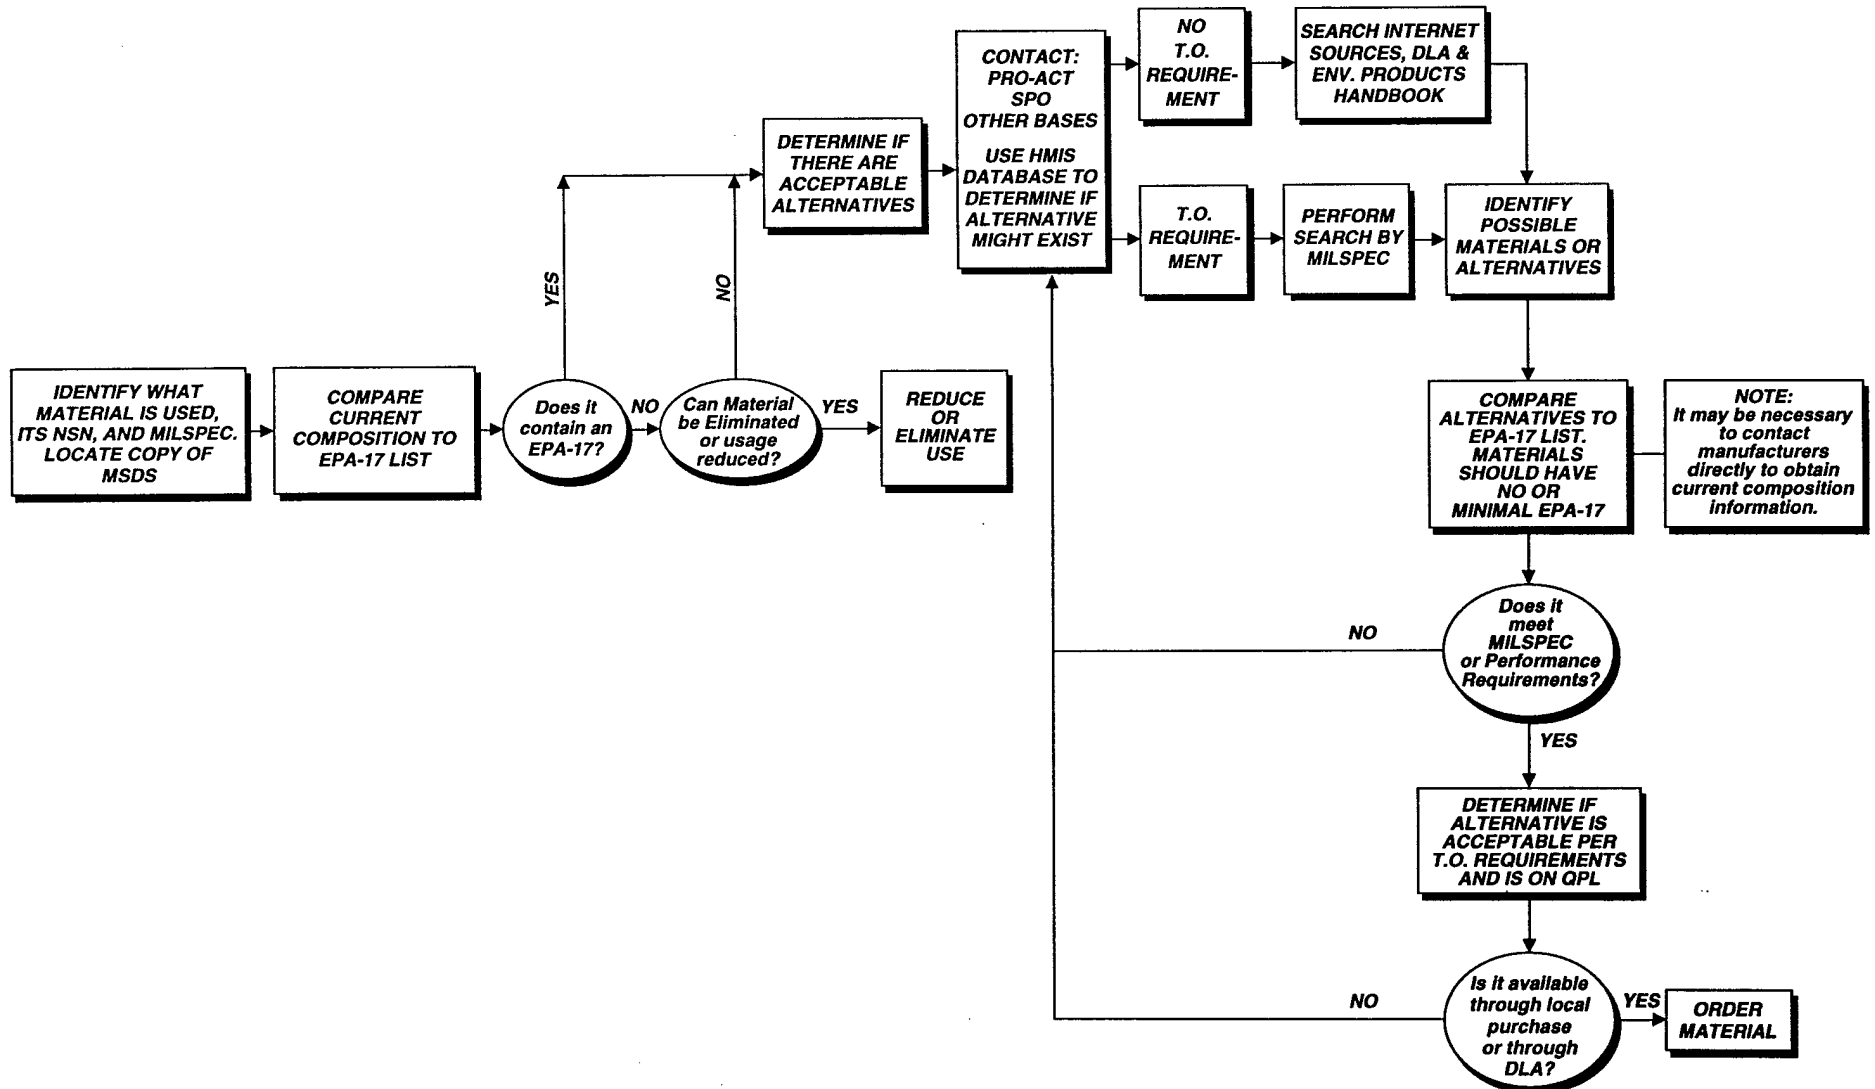 IDENTIFY WHAT
MATERIAL IS USED,
ITS NSN, AND MILSPEC.
LOCATE COPY OF
MSDS
COMPARE
CURRENT
COMPOSITION TO
EPA-17 LIST
Does it
contain an
EPA-17?
YES
NO
Can Material
be Eliminated
or usage
reduced?
NO
YES
REDUCE
OR
ELIMINATE
USE
DETERMINE IF
THERE ARE
ACCEPTABLE
ALTERNATIVES
CONTACT:
PRO-ACT
SPO
OTHER BASES
USE HMIS
DATABASE TO
DETERMINE IF
ALTERNATIVE
MIGHT EXIST
NO
T.O.
REQUIRE-
MENT
SEARCH INTERNET
SOURCES, DLA &
ENV. PRODUCTS
HANDBOOK
T.O.
REQUIRE-
MENT
PERFORM
SEARCH BY
MILSPEC
IDENTIFY
POSSIBLE
MATERIALS OR
ALTERNATIVES
COMPARE
ALTERNATIVES TO
EPA-17 LIST.
MATERIALS
SHOULD HAVE
NO OR
MINIMAL EPA-17
NOTE:
It may be necessary
to contact
manufacturers
directly to obtain
current composition
information.
Does it
meet
MILSPEC
or Performance
Requirements?
NO
YES
DETERMINE IF
ALTERNATIVE IS
ACCEPTABLE PER
T.O. REQUIREMENTS
AND IS ON QPL
Is it available
through local
purchase
or through
DLA?
NO
YES
ORDER
MATERIAL